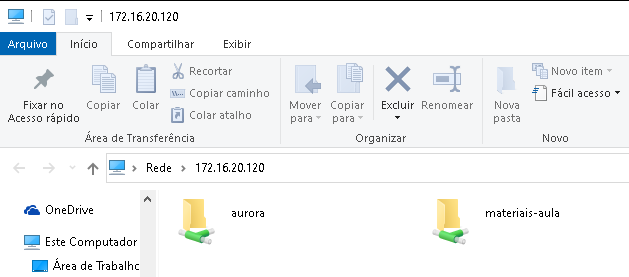 172.16.20.120
Arquivo Início Compartilhar Exibir
Fixar no Acesso rápido
Copiar
Colar
Recortar
Copiar caminho
Colar atalho
Área de Transferência
Mover para
Copiar para
Excluir
Renomear
Organizar
Nova pasta
Novo item
Fácil acesso
Novo
Rede 172.16.20.120
OneDrive
Este Computador
Área de Trabalho
aurora
materiais-aula